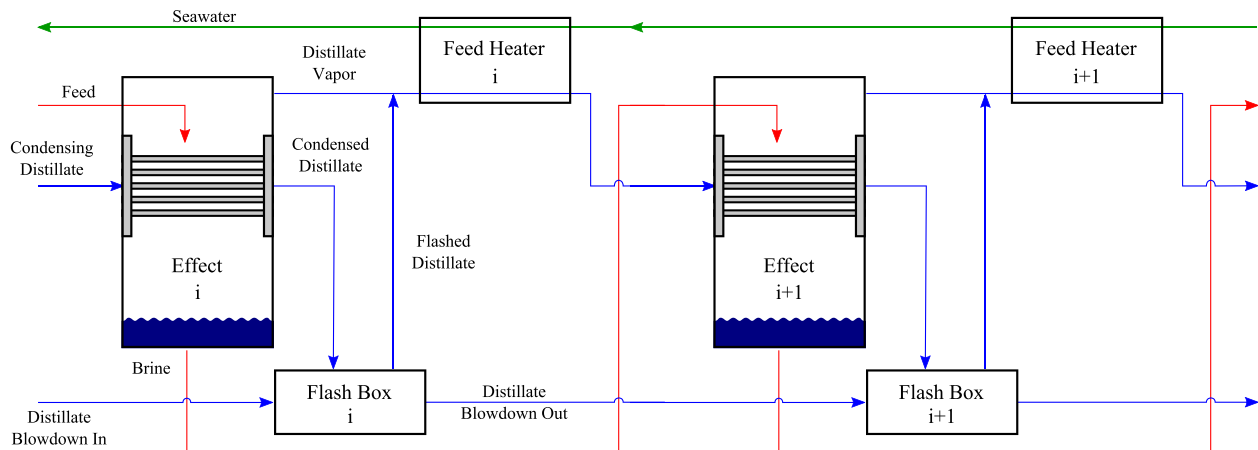 Seawater
Feed Heater
i
Feed Heater
i+1
Distillate
Vapor
Feed
Condensing
Distillate
Condensed
Distillate
Flashed
Distillate
Effect
i
Effect
i+1
Brine
Flash Box
i
Distillate
Blowdown Out
Flash Box
i+1
Distillate
Blowdown In